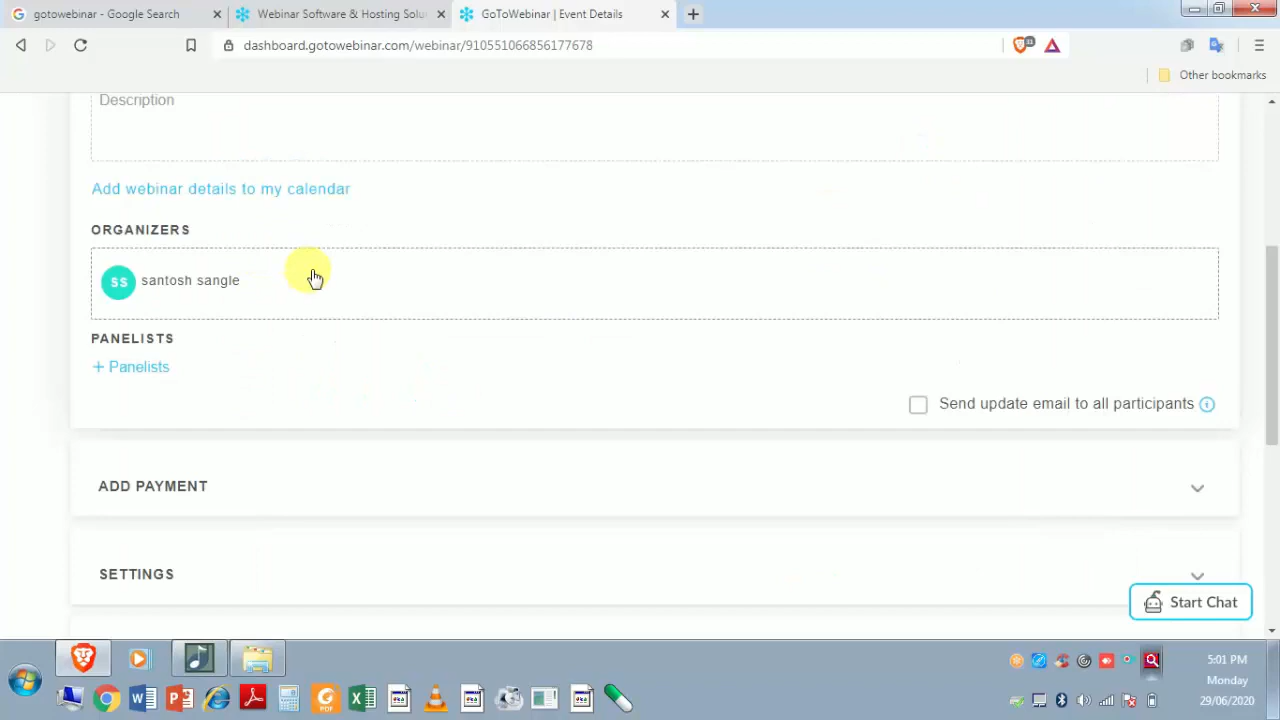 gotowebinar - Google Search
Webinar Software & Hosting Solu
GoToWebinar | Event Details
dashboard.gotowebinar.com/webinar/910551066856177678
11
Other bookmarks
Description
Add webinar details to my calendar
ORGANIZERS
SS santosh sangle
PANELISTS
+ Panelists
Send update email to all participants
ADD PAYMENT
SETTINGS
Start Chat
5:01 PM
Monday
29/06/2020
PDF